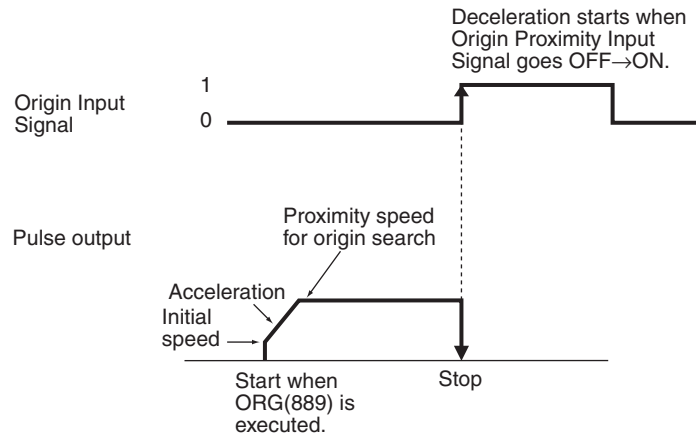 Deceleration starts when
Origin Proximity Input
Signal goes OFF→ON.
1
Origin Input
Signal
0
Proximity speed
for origin search
Pulse output
Acceleration
Initial
speed
Start when
ORG(889) is
executed.
Stop